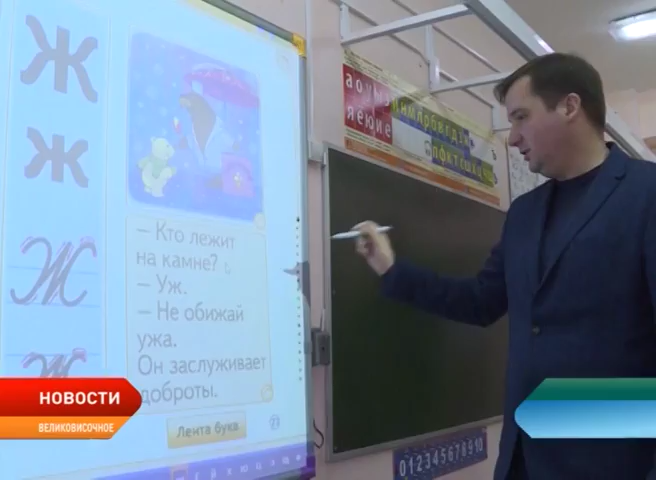 Ж
Ж
Ж
Ж
– Кто лежит
на камне?
– Уж.
– Не обижай
ужа.
Он заслуживает
доброты.
Лента букв
НОВОСТИ
ВЕЛИКОВИСОЧНОЕ
а о у ы э
я ё ю и е
0123456789